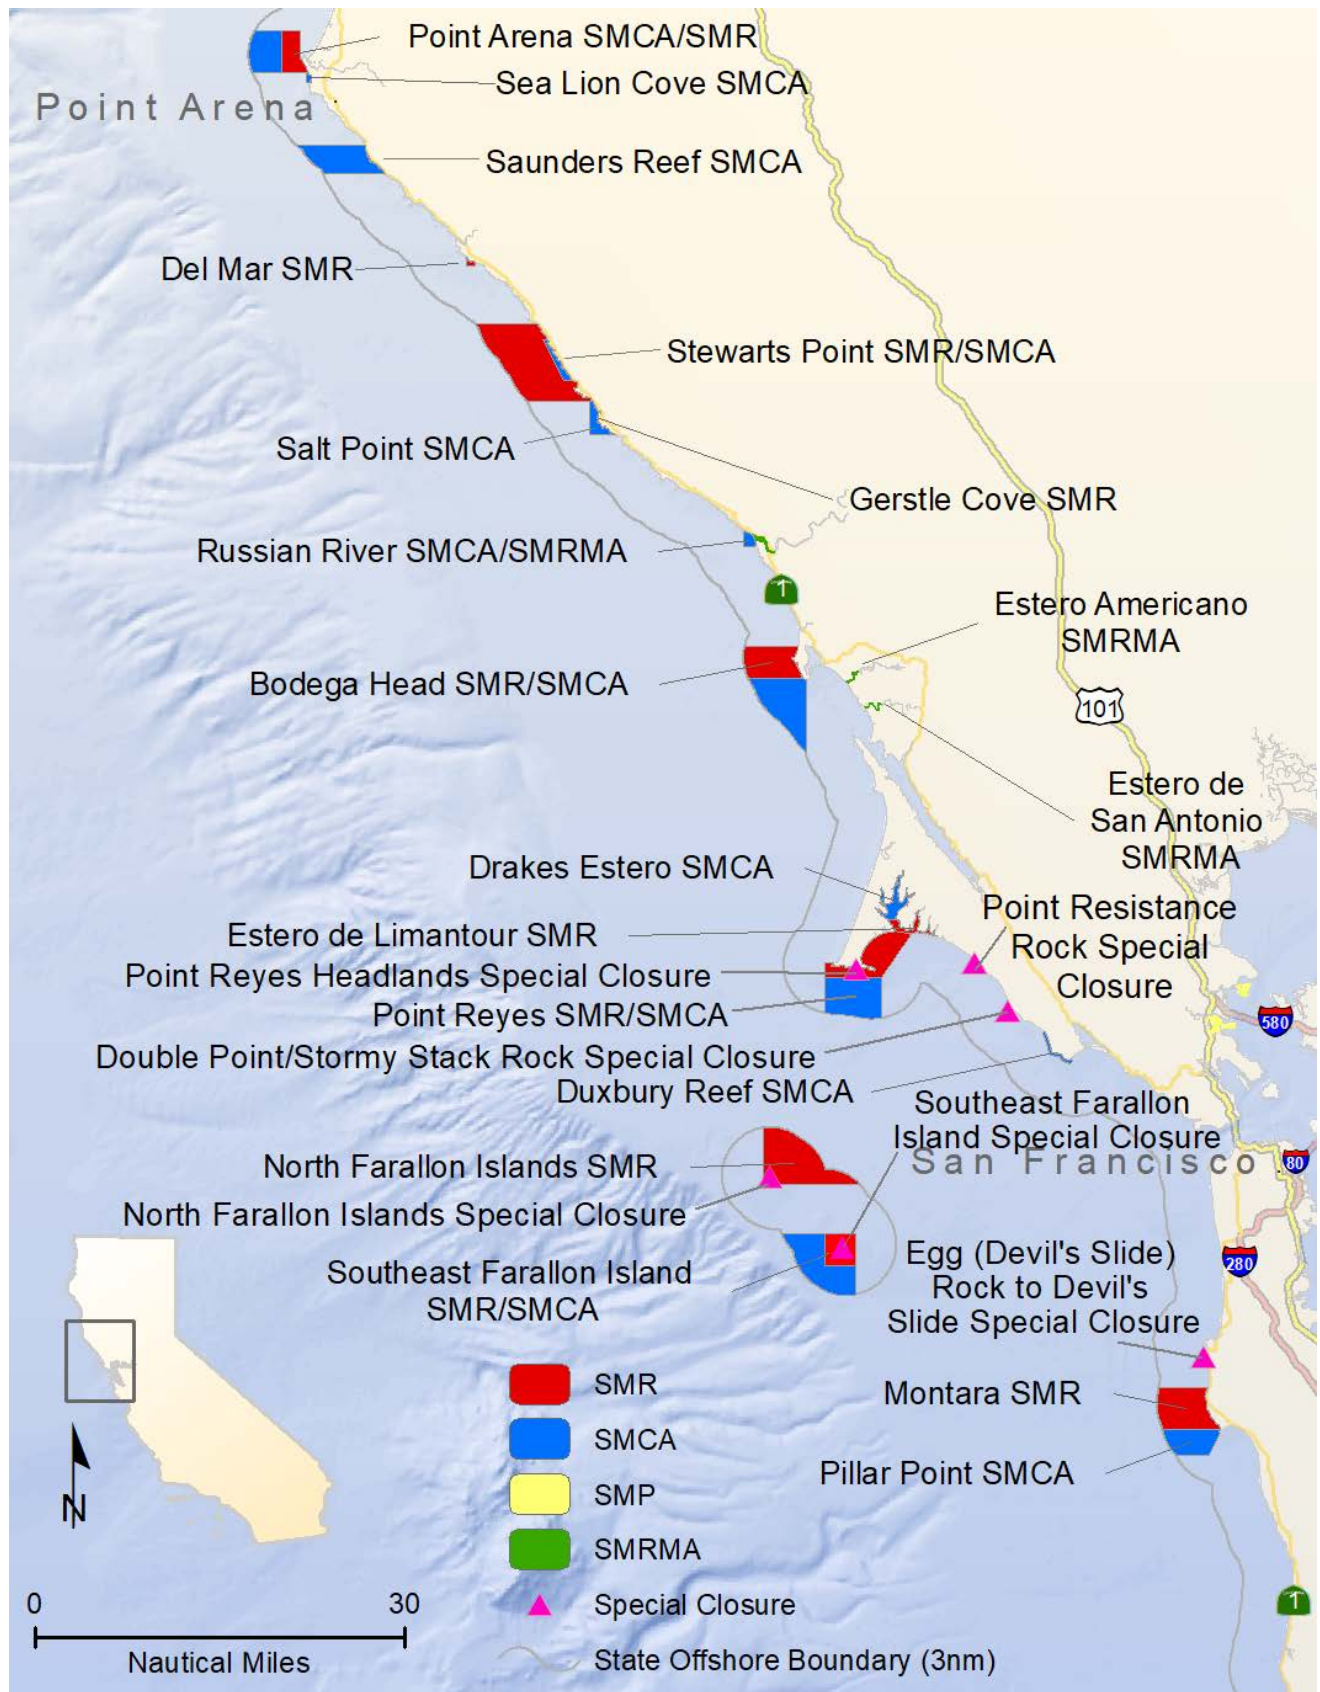 Point Arena SMCA/SMR
Sea Lion Cove SMCA
Point Arena
Saunders Reef SMCA
Del Mar SMR
Stewarts Point SMR/SMCA
Salt Point SMCA
Gerstle Cove SMR
Russian River SMCA/SMRMA
1
Estero Americano
SMRMA
Bodega Head SMR/SMCA
101
Estero de
San Antonio
SMRMA
Drakes Estero SMCA
Point Resistance
Rock Special
Closure
Estero de Limantour SMR
Point Reyes Headlands Special Closure
Point Reyes SMR/SMCA
580
Double Point/Stormy Stack Rock Special Closure
Duxbury Reef SMCA
Southeast Farallon
Island Special Closure
San Francisco
80
North Farallon Islands SMR
North Farallon Islands Special Closure
Egg (Devil's Slide)
Rock to Devil's
Slide Special Closure
280
Southeast Farallon Island
SMR/SMCA
Montara SMR
Pillar Point SMCA
SMR
SMCA
SMP
SMRMA
Special Closure
State Offshore Boundary (3nm)
N
0 30
Nautical Miles
1